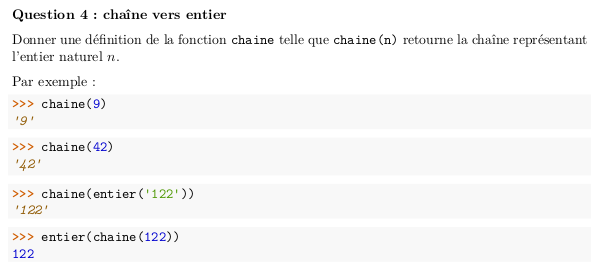 Question 4 : chaîne vers entier
Donner une définition de la fonction chaine telle que chaine(n) retourne la chaîne représentant
l'entier naturel n.
Par exemple :
>>> chaine(9)
'9'
>>> chaine(42)
'42'
>>> chaine(entier('122'))
'122'
>>> entier(chaine(122))
122